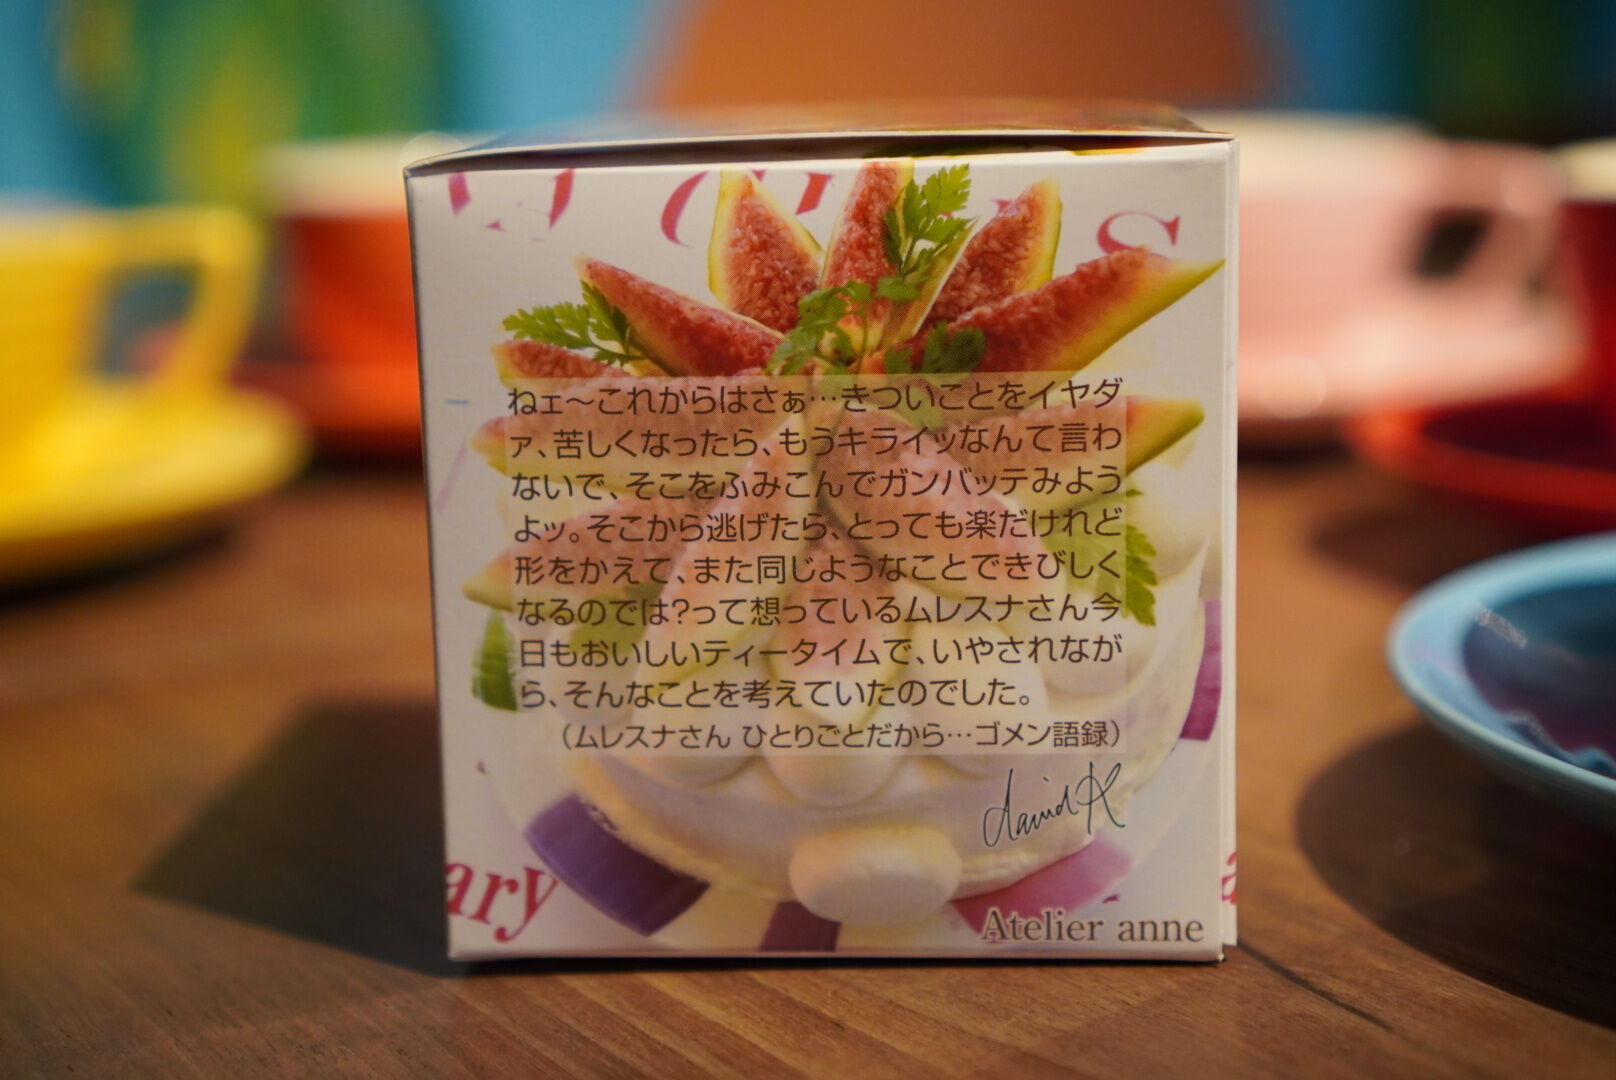 ねェ～これからはさぁ…きついことをイヤダ
ァ、苦しくなったら、もうキライッなんて言わ
ないで、そこをふみこんでガンバッテみよう
よッ。そこから逃げたら、とっても楽だけれど
形をかえて、また同じようなことできびしく
なるのでは?って想っているムレスナさん今
日もおいしいティータイムで、いやされなが
ら、そんなことを考えていたのでした。
（ムレスナさん ひとりごとだから…ゴメン語録）
David K
ary
Atelier anne